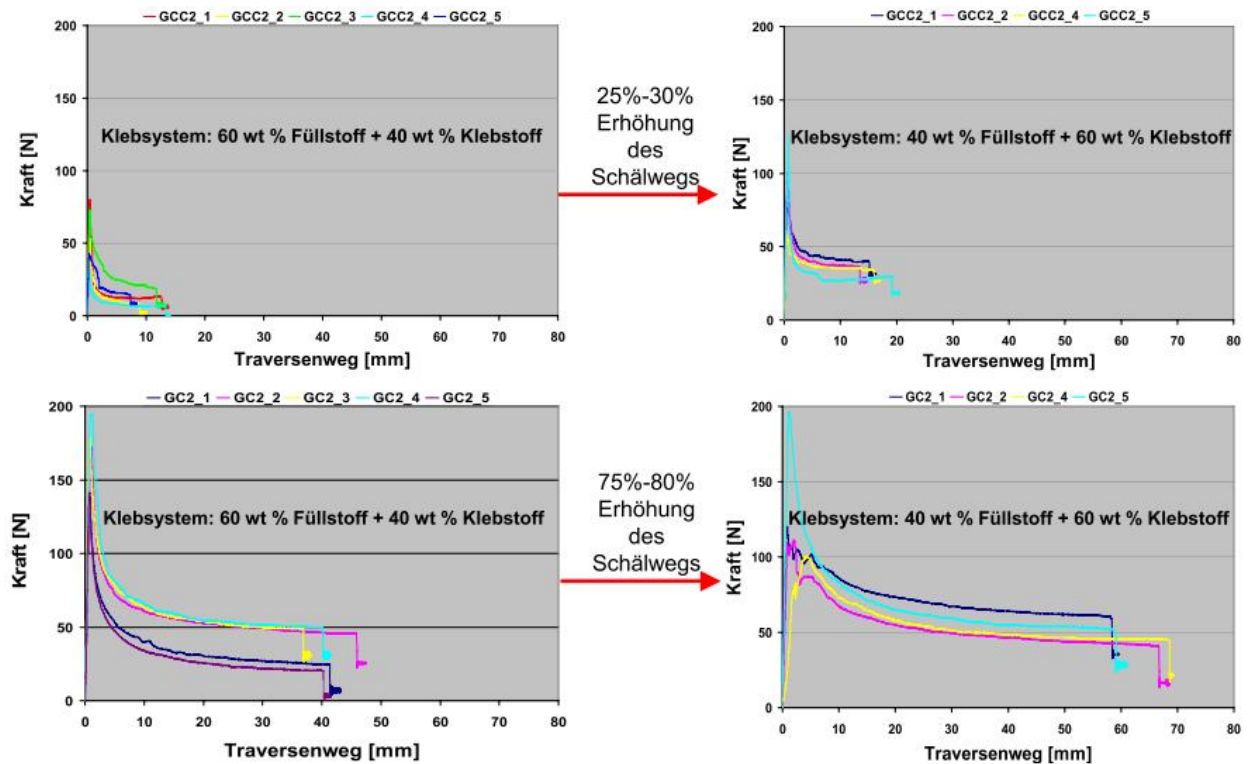 GCC2_1 GCC2_2 GCC2_3 GCC2_4 GCC2_5
200
150
100
50
0
Kraft [N]
Klebsystem: 60 wt % Füllstoff + 40 wt % Klebstoff
0 10 20 30 40 50 60 70 80
Traversenweg [mm]
25%-30%
Erhöhung
des
Schälwegs
GCC2_1 GCC2_2 GCC2_4 GCC2_5
200
150
100
50
0
Kraft [N]
Klebsystem: 40 wt % Füllstoff + 60 wt % Klebstoff
0 10 20 30 40 50 60 70 80
Traversenweg [mm]
GC2_1 GC2_2 GC2_3 GC2_4 GC2_5
200
150
100
50
0
Kraft [N]
Klebsystem: 60 wt % Füllstoff + 40 wt % Klebstoff
0 10 20 30 40 50 60 70 80
Traversenweg [mm]
75%-80%
Erhöhung
des
Schälwegs
GC2_1 GC2_2 GC2_4 GC2_5
200
150
100
50
0
Kraft [N]
Klebsystem: 40 wt % Füllstoff + 60 wt % Klebstoff
0 10 20 30 40 50 60 70 80
Traversenweg [mm]